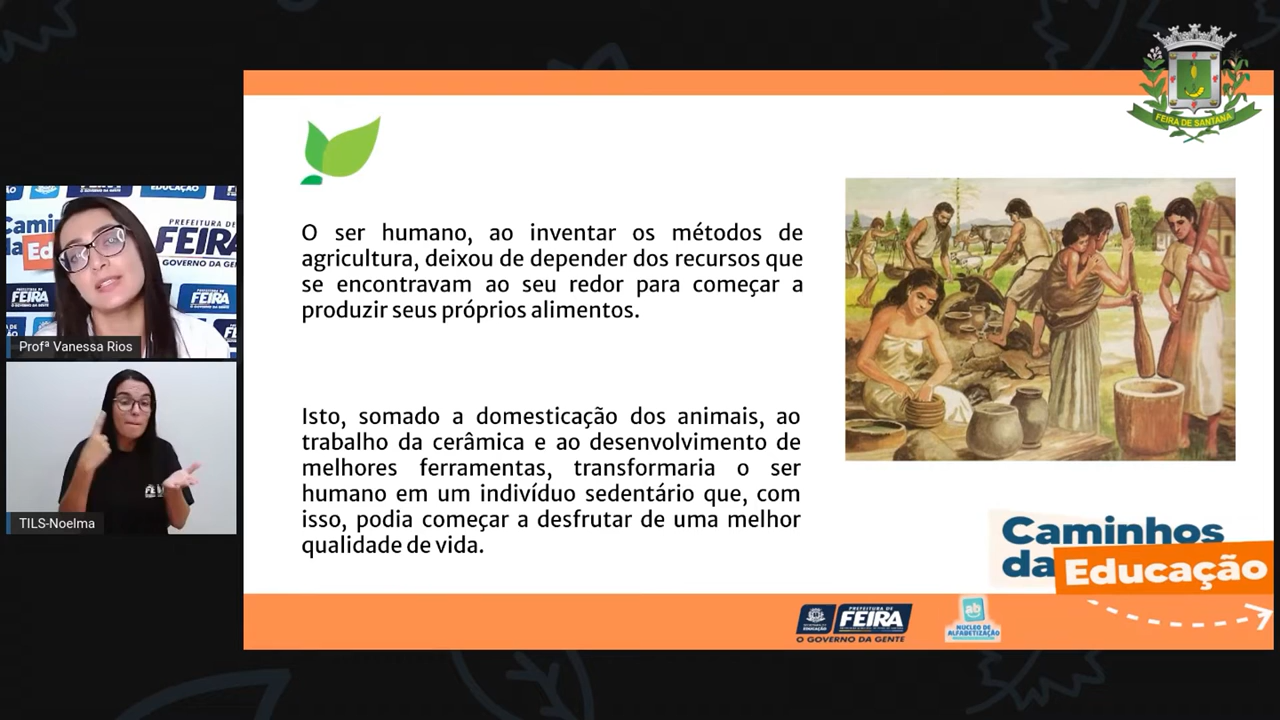 FEIRA DE SANTANA
O ser humano, ao inventar os métodos de
agricultura, deixou de depender dos recursos que
se encontravam ao seu redor para começar a
produzir seus próprios alimentos.
Isto, somado a domesticação dos animais, ao
trabalho da cerâmica e ao desenvolvimento de
melhores ferramentas, transformaria o ser
humano em um indivíduo sedentário que, com
isso, podia começar a desfrutar de uma melhor
qualidade de vida.
PREFEITURA DE
FEIRA
GOVERNO DA GENTE
FEIRA
FEIRA
Profª Vanessa Rios
TILS-Noelma
Caminhos
da Educação
PREFEITURA DE
FEIRA
EDUCAÇÃO
O GOVERNO DA GENTE
ab
NÚCLEO DE
ALFABETIZAÇÃO